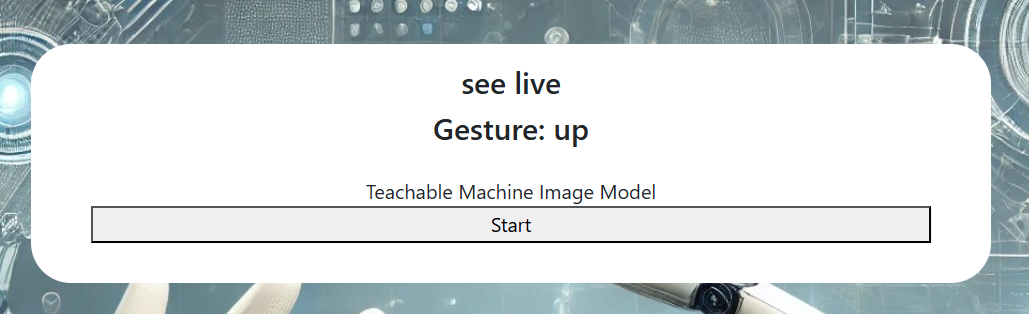 see live
Gesture: up
Teachable Machine Image Model
Start